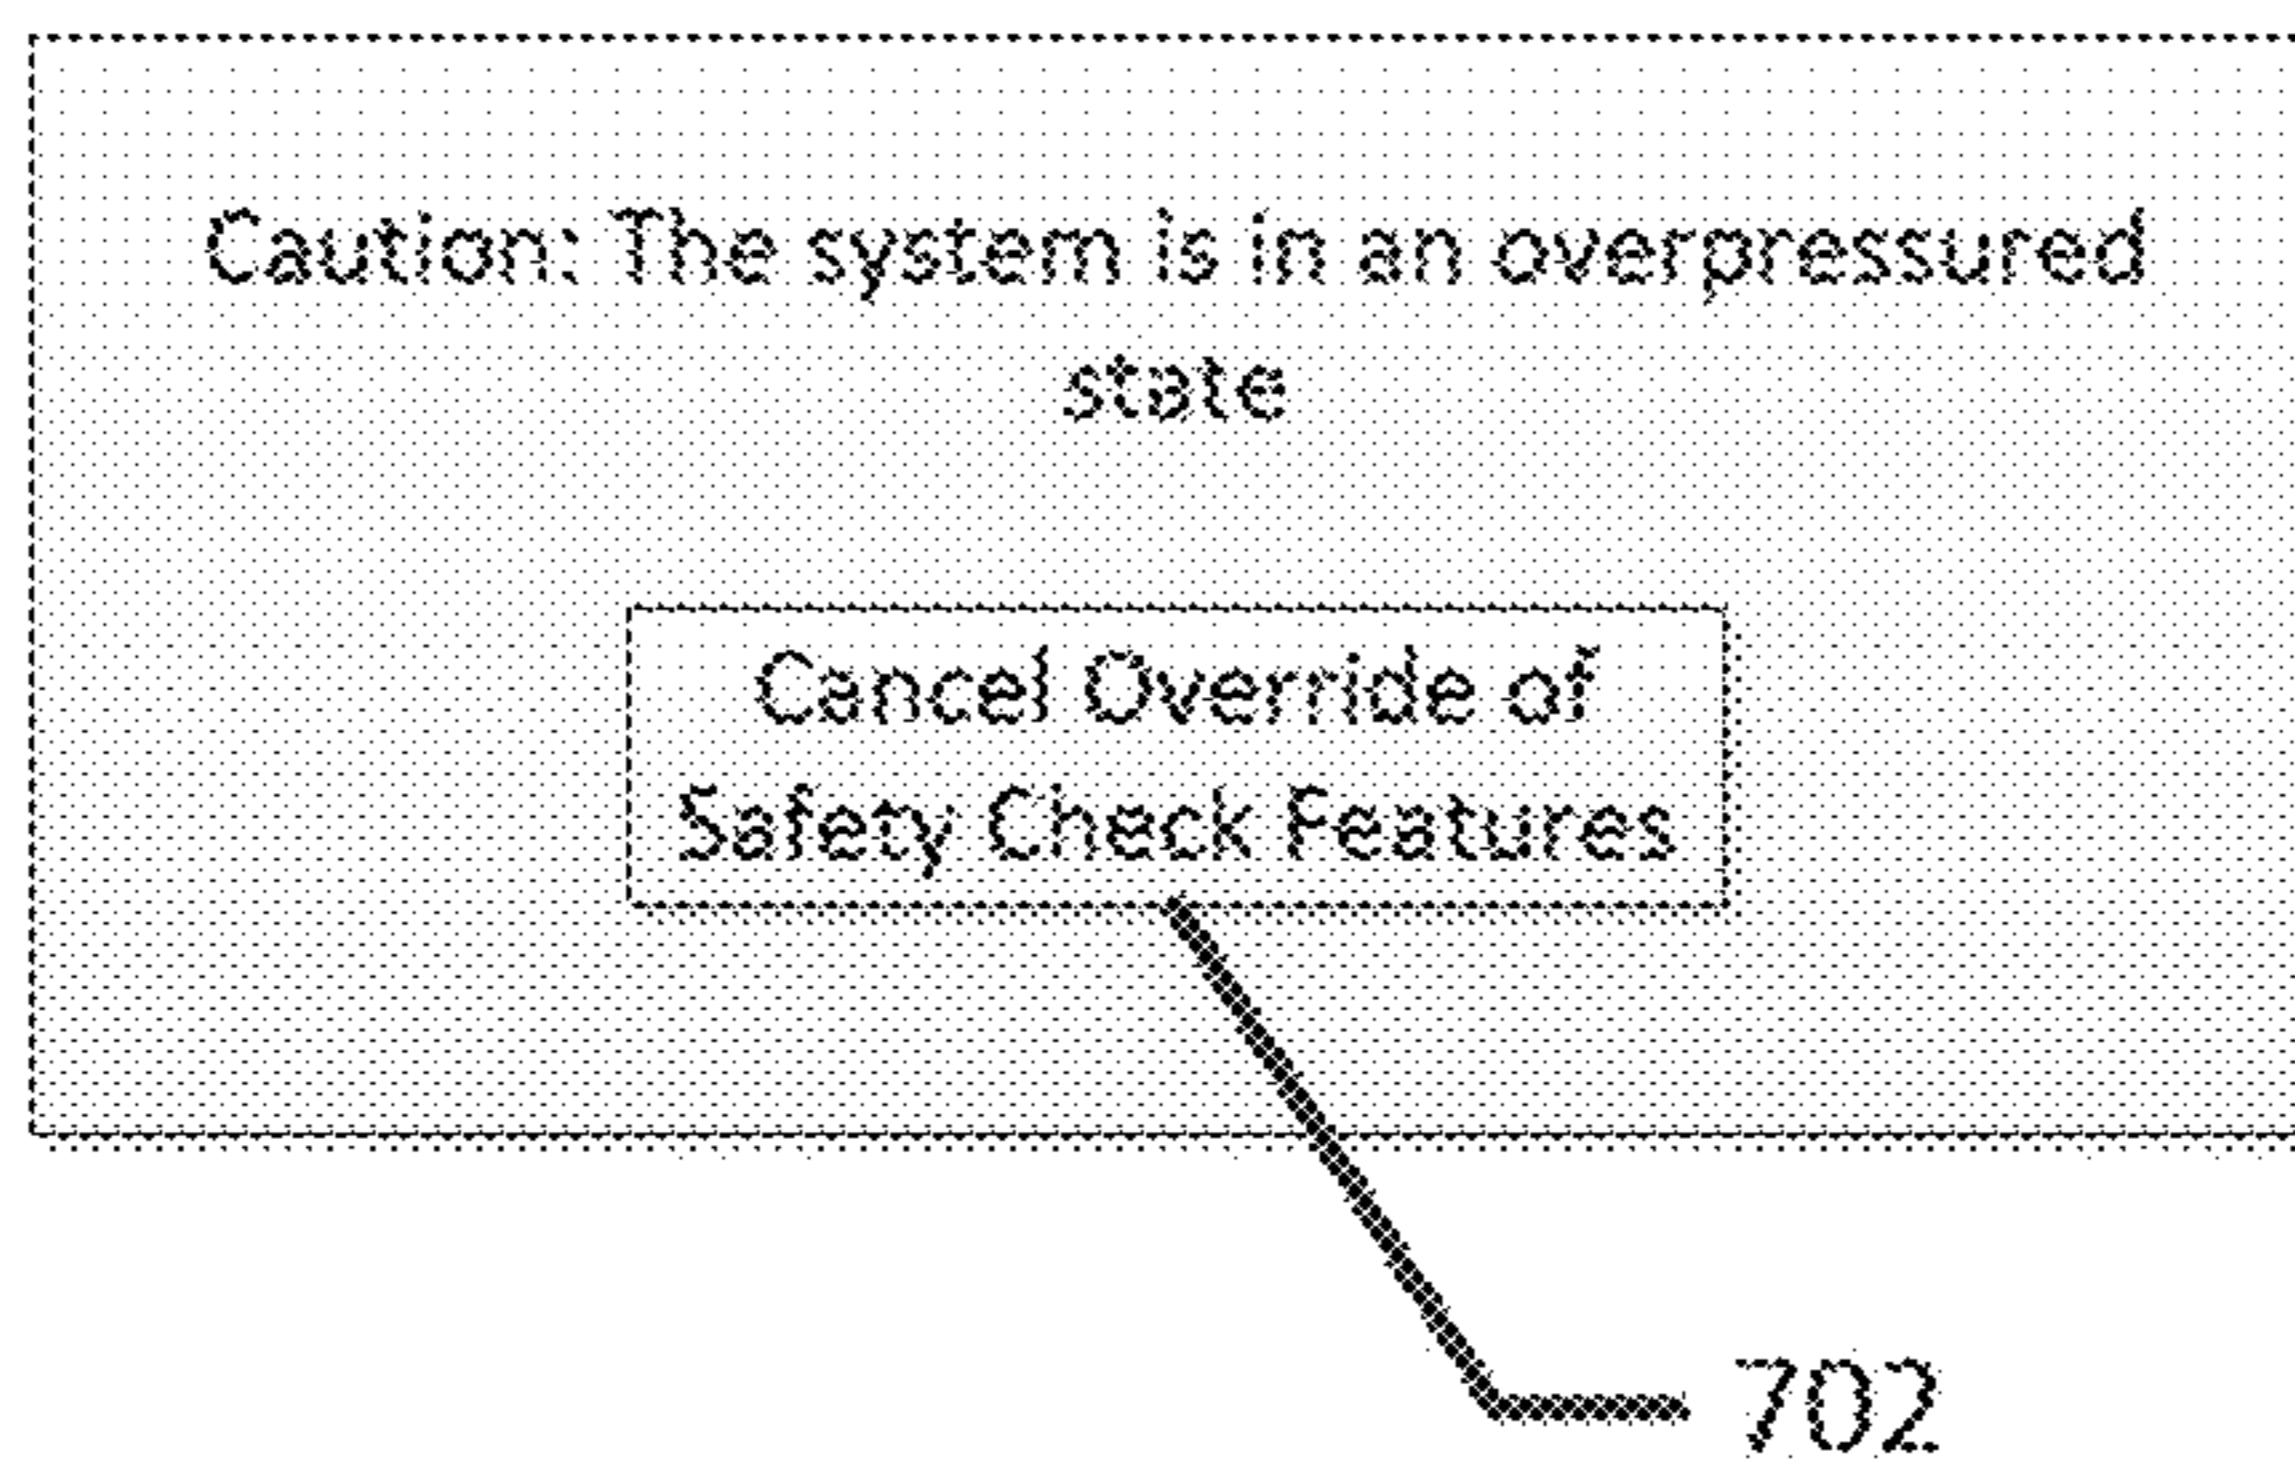 Caution: The system is in an overpressured
state
Cancel Override of
Safety Check Features
702